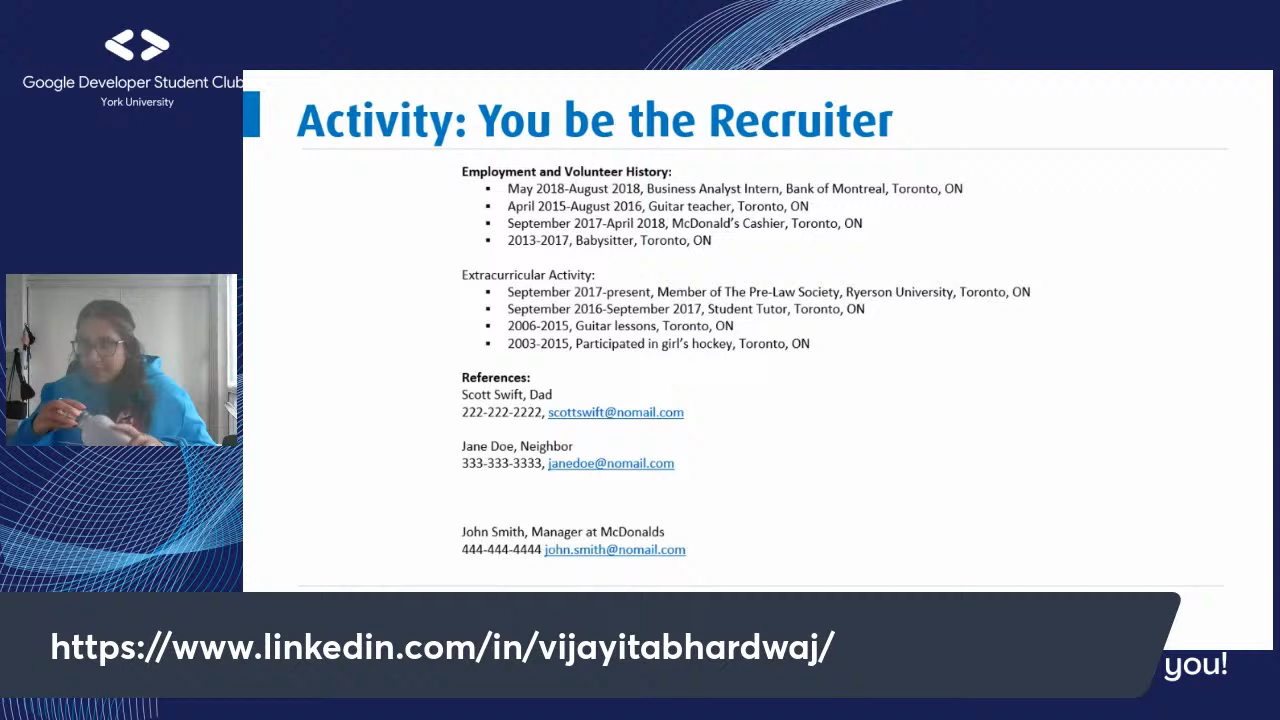 Google Developer Student Club
York University
Activity: You be the Recruiter
Employment and Volunteer History:
▪ May 2018-August 2018, Business Analyst Intern, Bank of Montreal, Toronto, ON
▪ April 2015-August 2016, Guitar teacher, Toronto, ON
▪ September 2017-April 2018, McDonald's Cashier, Toronto, ON
▪ 2013-2017, Babysitter, Toronto, ON
Extracurricular Activity:
▪ September 2017-present, Member of The Pre-Law Society, Ryerson University, Toronto, ON
▪ September 2016-September 2017, Student Tutor, Toronto, ON
▪ 2006-2015, Guitar lessons, Toronto, ON
▪ 2003-2015, Participated in girl's hockey, Toronto, ON
References:
Scott Swift, Dad
222-222-2222, scottswift@nomail.com
Jane Doe, Neighbor
333-333-3333, janedoe@nomail.com
John Smith, Manager at McDonalds
444-444-4444 john.smith@nomail.com
https://www.linkedin.com/in/vijayitabhardwaj/
you!